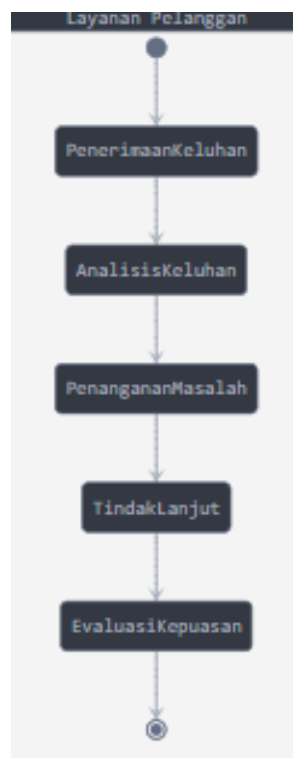 Layanan Pelanggan
PenerimaanKeluhan
AnalisisKeluhan
PenangananMasalah
TindakLanjut
EvaluasiKepuasan